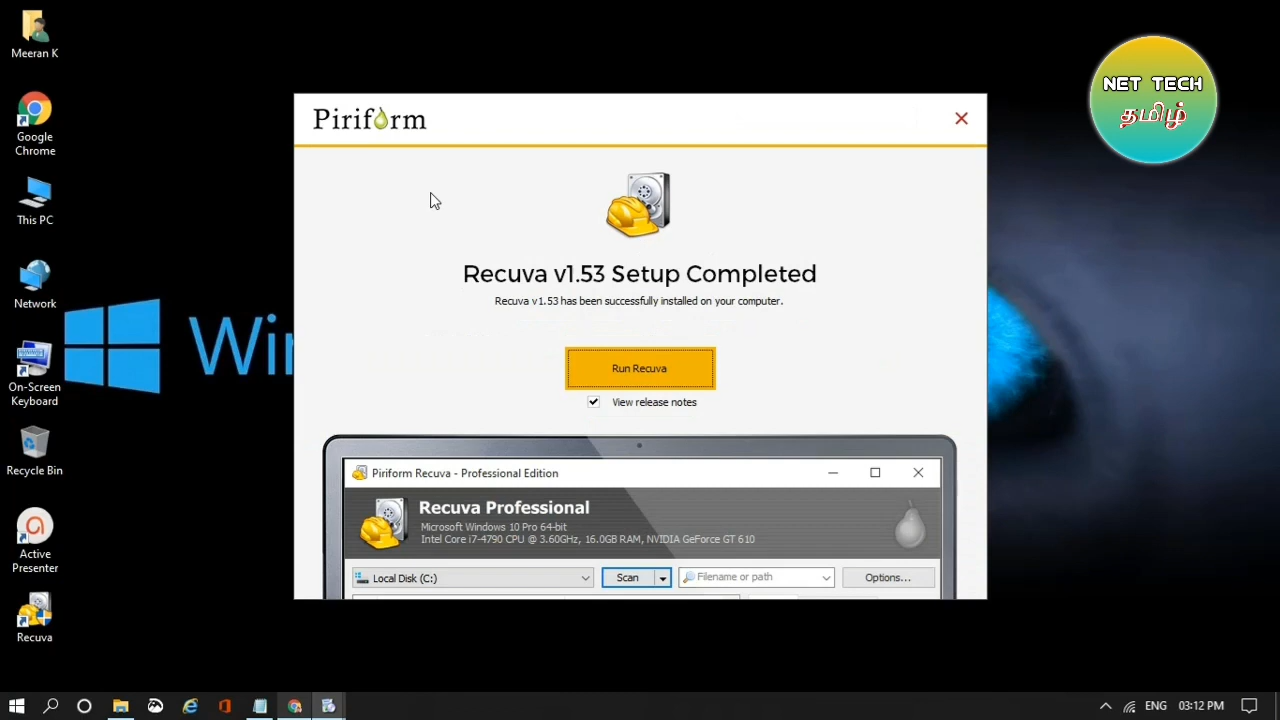 Meeran K
Google
Chrome
This PC
Network
On-Screen
Keyboard
Recycle Bin
Active
Presenter
Recuva
Win
NET TECH
தமிழ்
Piriform
Recuva v1.53 Setup Completed
Recuva v1.53 has been successfully installed on your computer.
Run Recuva
View release notes
Piriform Recuva - Professional Edition
Recuva Professional
Microsoft Windows 10 Pro 64-bit
Intel Core i7-4790 CPU @ 3.60GHz, 16.0GB RAM, NVIDIA GeForce GT 610
Local Disk (C:)
Scan
Filename or path
Options...
ENG
03:12 PM